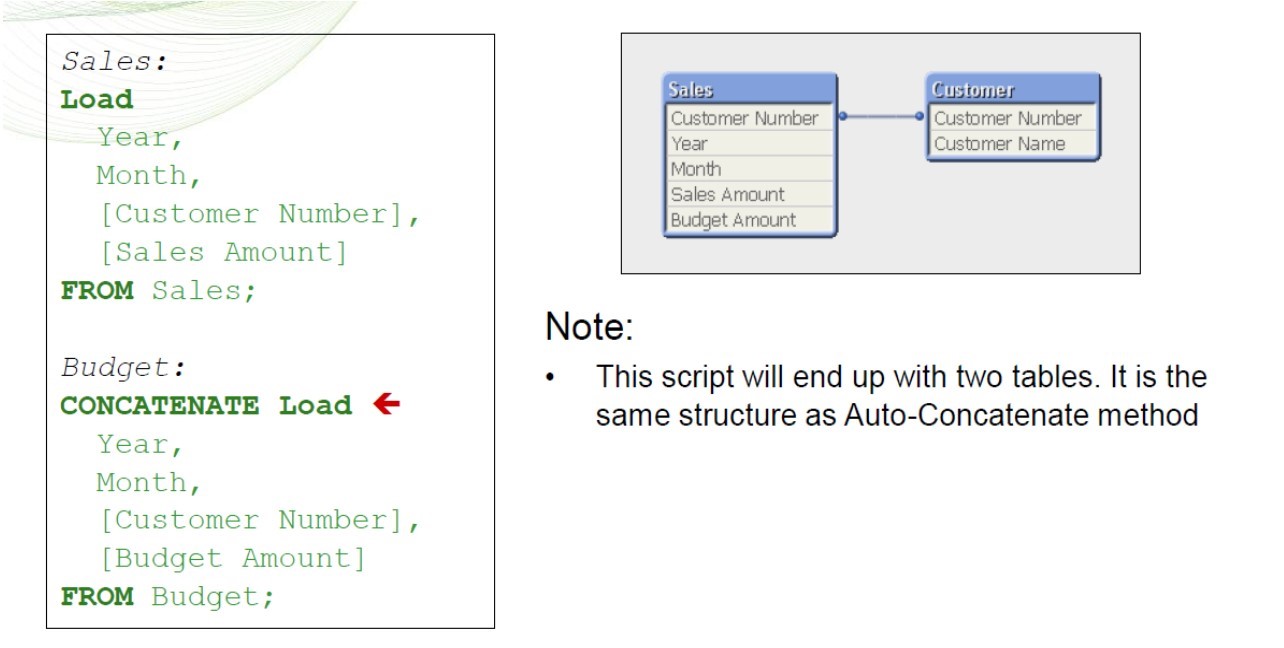 Sales:
Load
Year,
Month,
[Customer Number],
[Sales Amount]
FROM Sales;
Budget:
CONCATENATE Load
Year,
Month,
[Customer Number],
[Budget Amount]
FROM Budget;
Sales
Customer Number
Year
Month
Sales Amount
Budget Amount
Customer
Customer Number
Customer Name
Note:
• This script will end up with two tables. It is the
same structure as Auto-Concatenate method